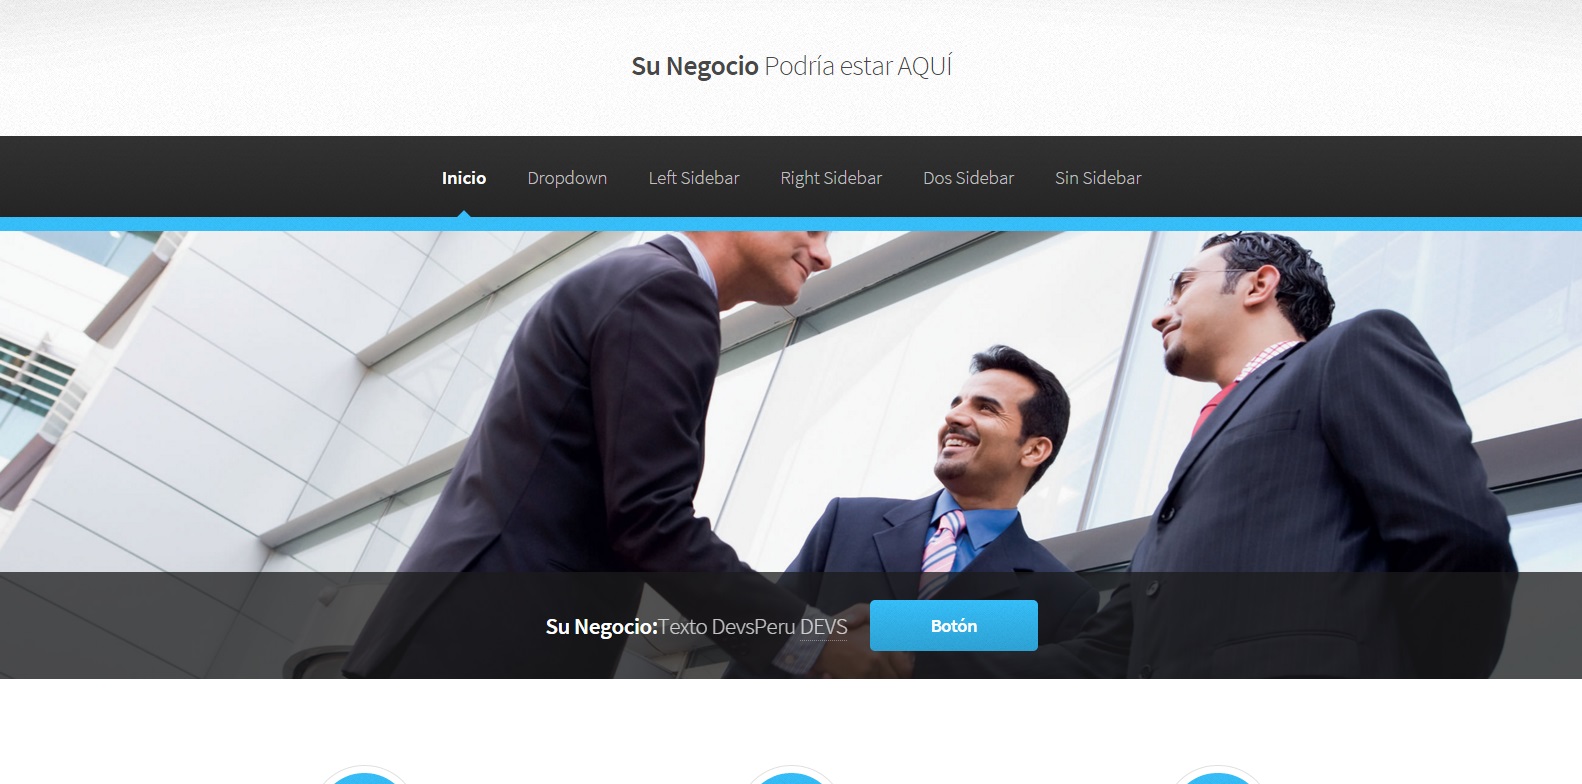 Su Negocio Podría estar AQUÍ
Inicio Dropdown Left Sidebar Right Sidebar Dos Sidebar Sin Sidebar
Su Negocio:Texto DevsPeru DEVS Botón